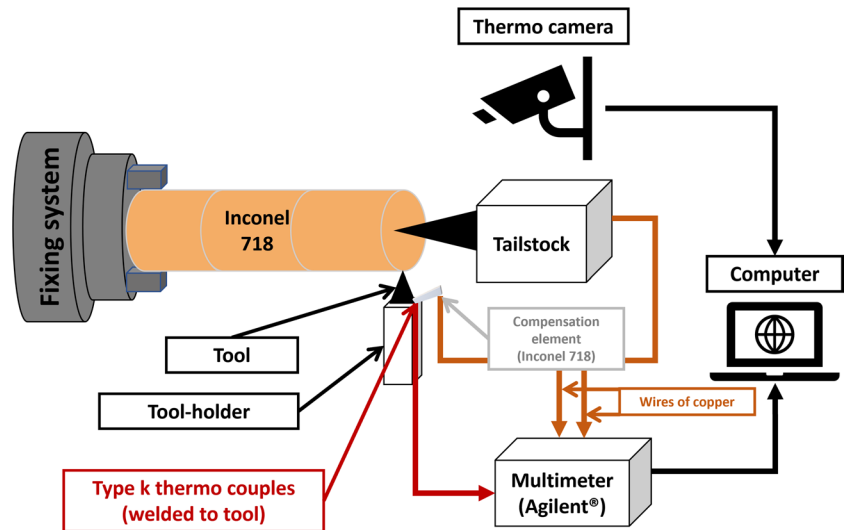 Thermo camera
Fixing system
Inconel
718
Tailstock
Computer
Compensation
element
(Inconel 718)
Tool
Wires of copper
Tool-holder
Type k thermo couples
(welded to tool)
Multimeter
(Agilent®)